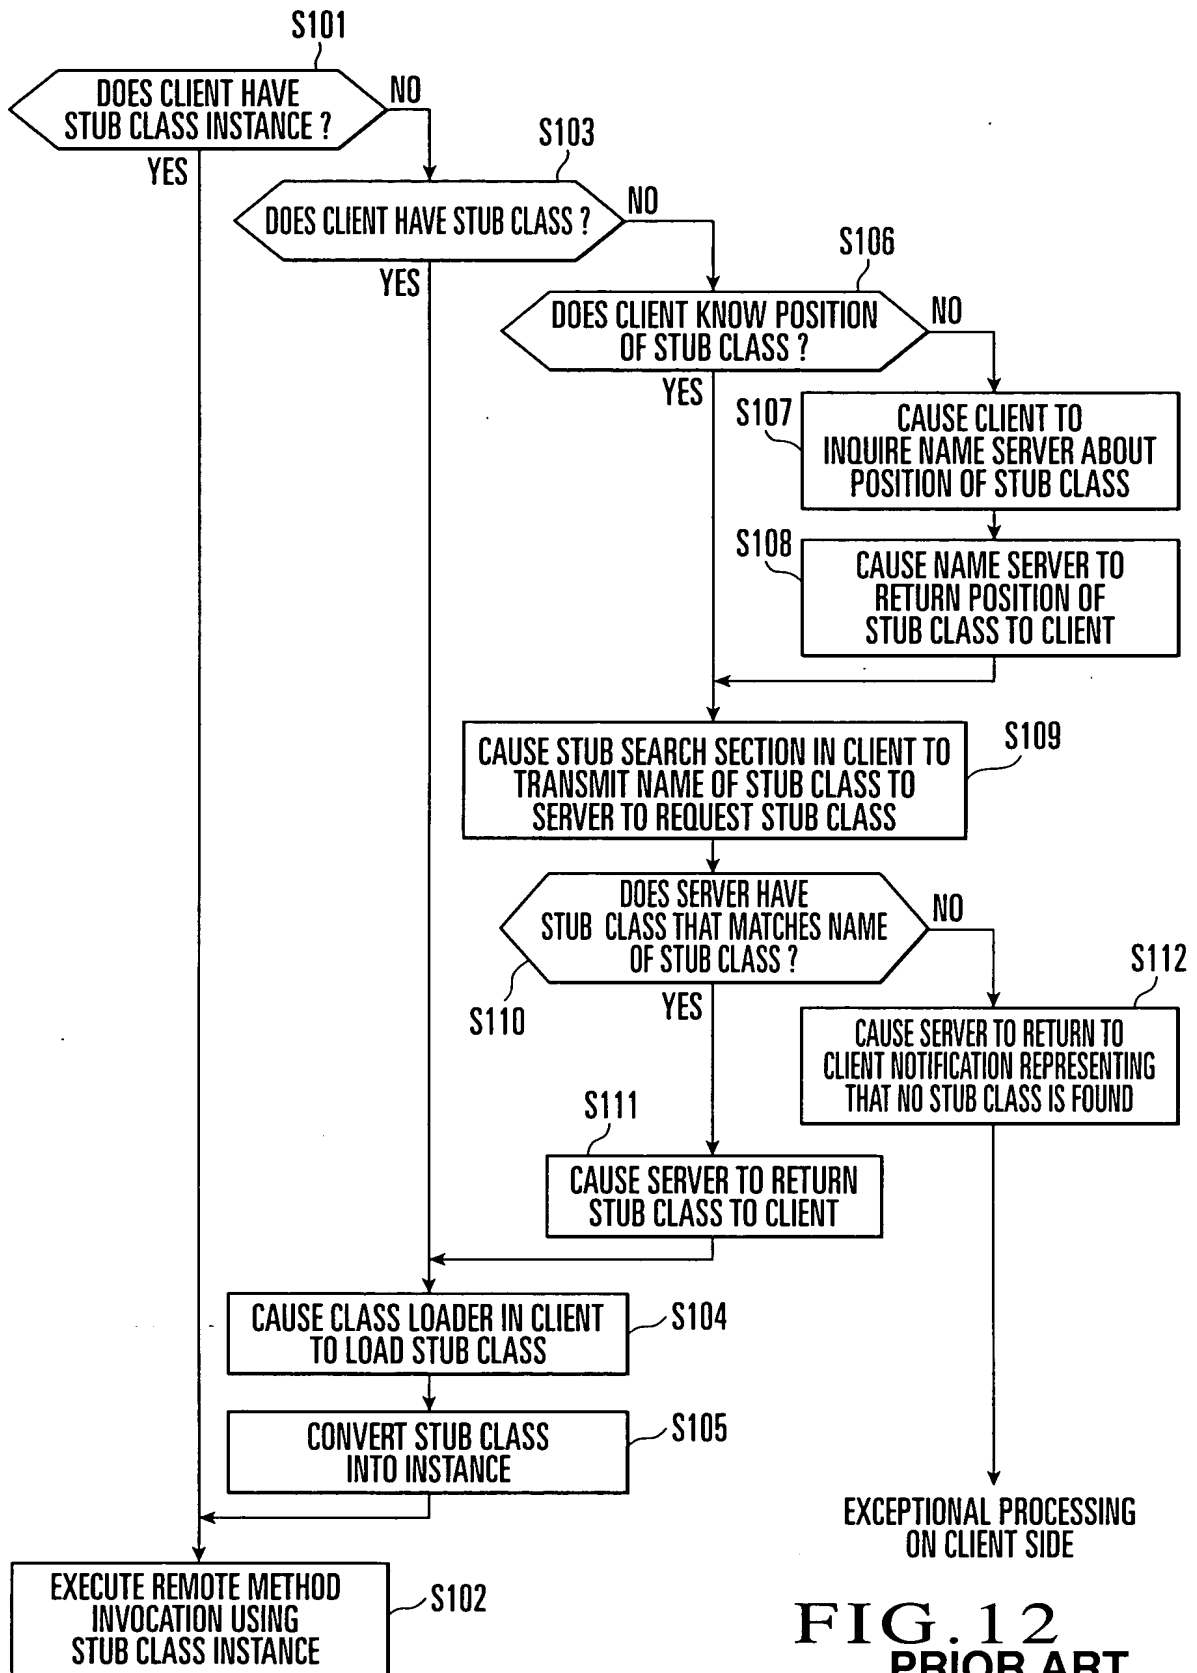 S101
DOES CLIENT HAVE
STUB CLASS INSTANCE ?
NO
YES
S103
DOES CLIENT HAVE STUB CLASS ?
NO
YES
S106
DOES CLIENT KNOW POSITION
OF STUB CLASS ?
NO
YES
S107
CAUSE CLIENT TO
INQUIRE NAME SERVER ABOUT
POSITION OF STUB CLASS
S108
CAUSE NAME SERVER TO
RETURN POSITION OF
STUB CLASS TO CLIENT
S109
CAUSE STUB SEARCH SECTION IN CLIENT TO
TRANSMIT NAME OF STUB CLASS TO
SERVER TO REQUEST STUB CLASS
DOES SERVER HAVE
STUB CLASS THAT MATCHES NAME
OF STUB CLASS ?
NO
S110
YES
S112
CAUSE SERVER TO RETURN TO
CLIENT NOTIFICATION REPRESENTING
THAT NO STUB CLASS IS FOUND
S111
CAUSE SERVER TO RETURN
STUB CLASS TO CLIENT
CAUSE CLASS LOADER IN CLIENT
TO LOAD STUB CLASS
S104
CONVERT STUB CLASS
INTO INSTANCE
S105
EXCEPTIONAL PROCESSING
ON CLIENT SIDE
EXECUTE REMOTE METHOD
INVOCATION USING
STUB CLASS INSTANCE
S102
FIG. 12
PRIOR ART